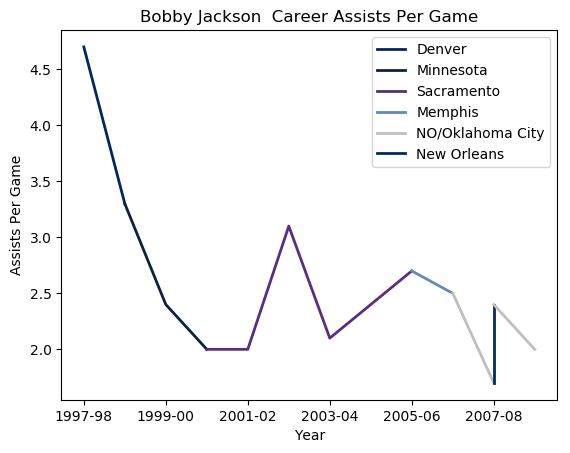 Bobby Jackson  Career Assists Per Game
Denver
Minnesota
Sacramento
Memphis
NO/Oklahoma City
New Orleans
Assists Per Game
4.5
4.0
3.5
3.0
2.5
2.0
1997-98
1999-00
2001-02
2003-04
2005-06
2007-08
Year